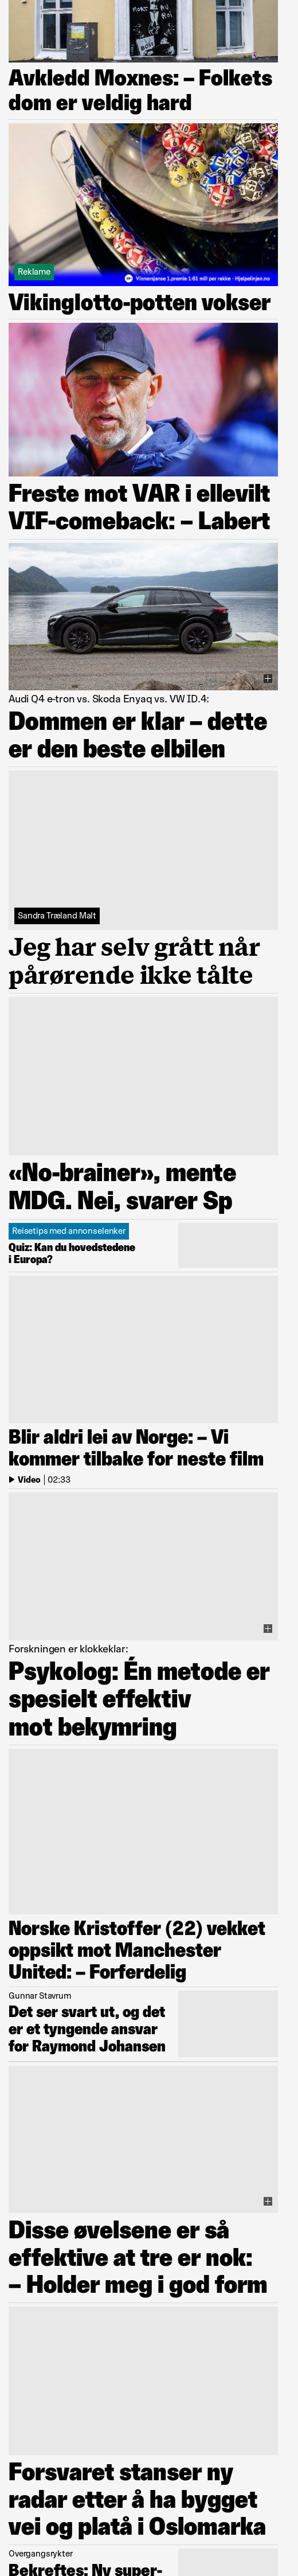 Avkledd Moxnes: – Folkets
dom er veldig hard
Reklame
Vinnersjanse 1.premie 1:61 mill per rekke - Hjelpelinjen.no
Vikinglotto-potten vokser
Freste mot VAR i ellevilt
VIF-comeback: – Labert
Audi Q4 e-tron vs. Skoda Enyaq vs. VW ID.4:
Dommen er klar – dette
er den beste elbilen
Sandra Træland Malt
Jeg har selv grått når
pårørende ikke tålte
«No-brainer», mente
MDG. Nei, svarer Sp
Reisetips med annonselenker
Quiz: Kan du hovedstedene
i Europa?
Blir aldri lei av Norge: – Vi
kommer tilbake for neste film
Video | 02:33
Forskningen er klokkeklar:
Psykolog: Én metode er
spesielt effektiv
mot bekymring
Norske Kristoffer (22) vekket
oppsikt mot Manchester
United: – Forferdelig
Gunnar Stavrum
Det ser svart ut, og det
er et tyngende ansvar
for Raymond Johansen
Disse øvelsene er så
effektive at tre er nok:
– Holder meg i god form
Forsvaret stanser ny
radar etter å ha bygget
vei og platå i Oslomarka
Overgangsrykter
Bekreftes: Ny super-